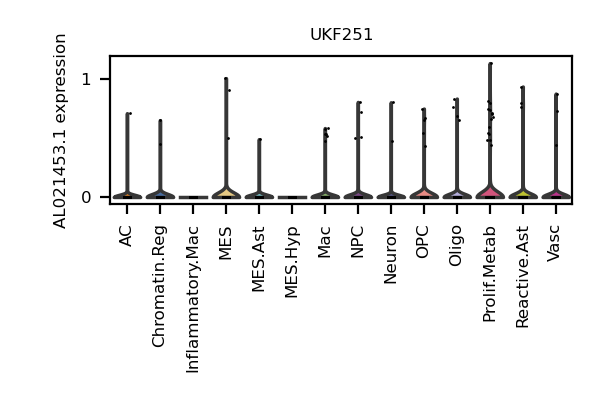 UKF251
AL021453.1 expression
1
0
AC
Chromatin.Reg
Inflammatory.Mac
MES
MES.Ast
MES.Hyp
Mac
NPC
Neuron
OPC
Oligo
Prolif.Metab
Reactive.Ast
Vasc